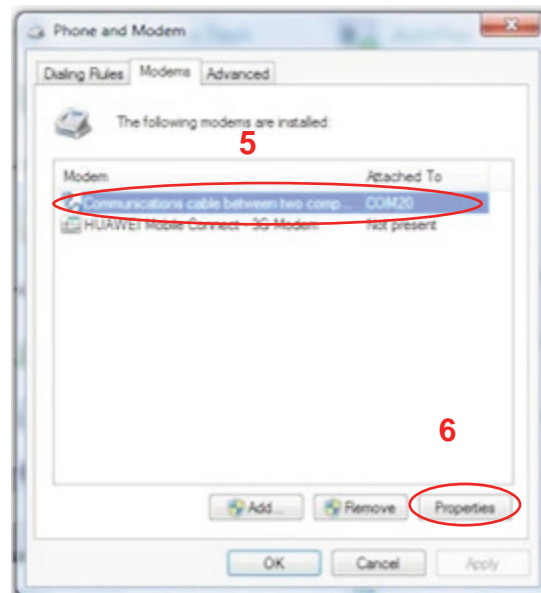 Phone and Modem
Dialing Rules Modems Advanced
The following modems are installed:
5
Modem Attached To
Communications cable between two comp... COM20
HUAWEI Mobile Connect - 3G Modem Not present
6
Add... Remove Properties
OK Cancel Apply